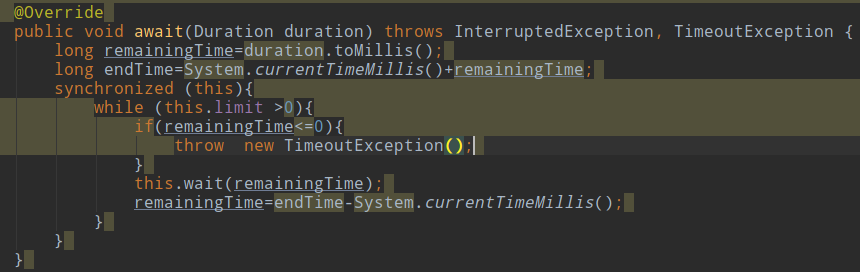 @Override
public void await(Duration duration) throws InterruptedException, TimeoutException {
    long remainingTime=duration.toMillis();
    long endTime=System.currentTimeMillis()+remainingTime;
    synchronized (this){
        while (this.limit >0){
            if(remainingTime<=0){
                throw  new TimeoutException();
            }
            this.wait(remainingTime);
            remainingTime=endTime-System.currentTimeMillis();
        }
    }
}